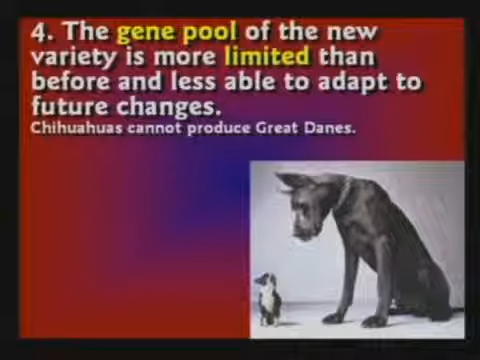 4. The gene pool of the new
variety is more limited than
before and less able to adapt to
future changes.
Chihuahuas cannot produce Great Danes.